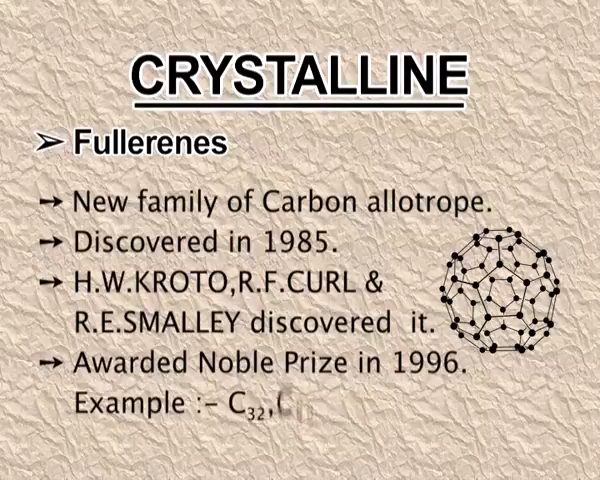 CRYSTALLINE
➢ Fullerenes
→ New family of Carbon allotrope.
→ Discovered in 1985.
→ H.W.KROTO,R.F.CURL &
R.E.SMALLEY discovered it.
→ Awarded Noble Prize in 1996.
Example :– C₃₂,